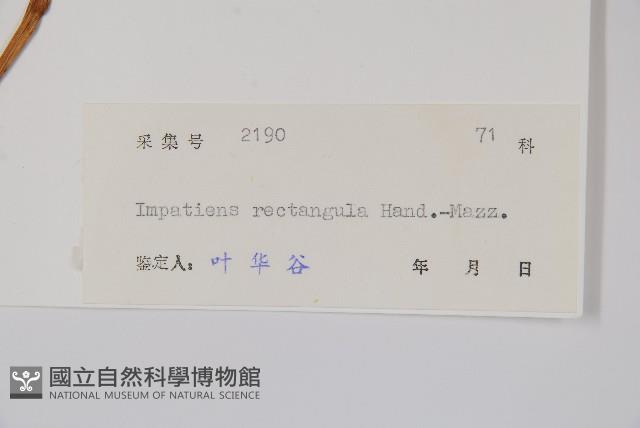 采集号 2190 71 科
Impatiens rectangula Hand.-Mazz.
鉴定人: 叶华谷 年 月 日
國立自然科學博物館
NATIONAL MUSEUM OF NATURAL SCIENCE